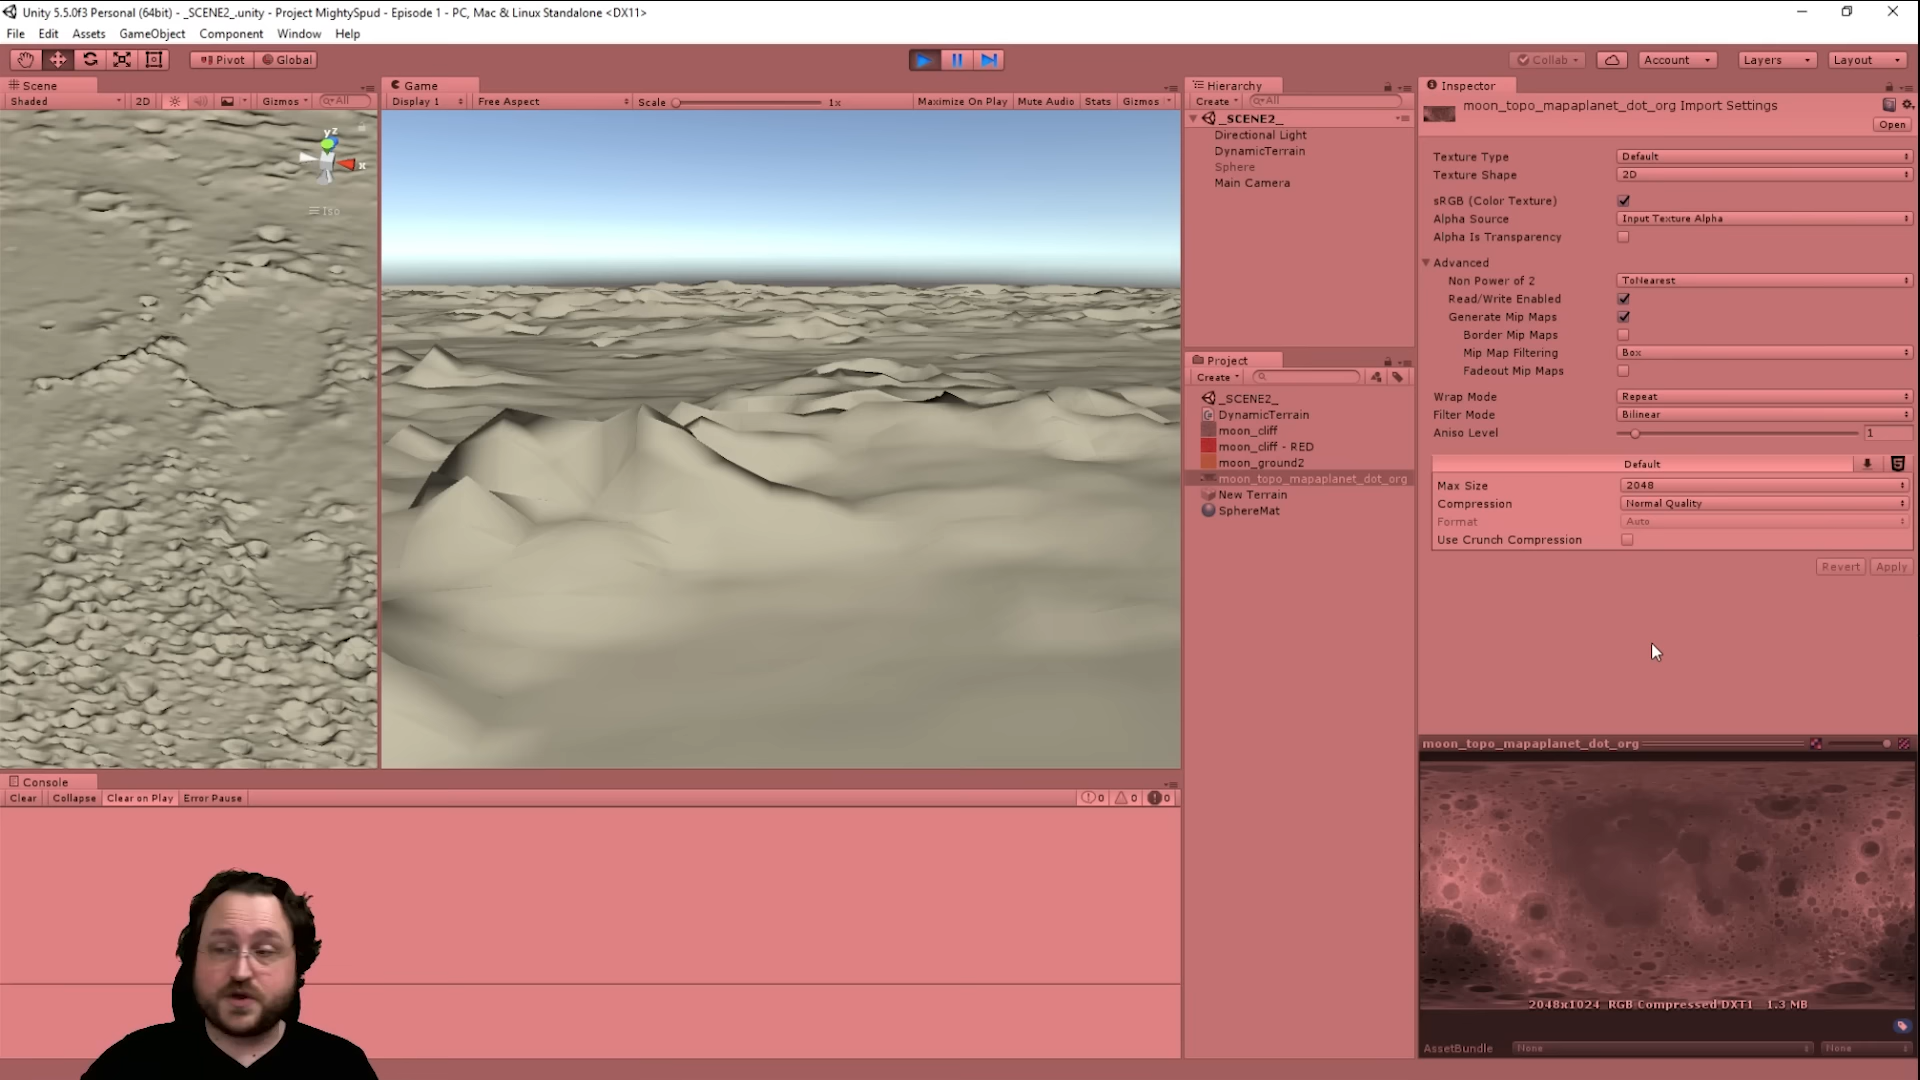 Unity 5.5.0f3 Personal (64bit) - _SCENE2_.unity - Project MightySpud - Episode 1 - PC, Mac & Linux Standalone <DX11>
File Edit Assets GameObject Component Window Help
Pivot Global Collab Account Layers Layout
Scene
Shaded 2D Gizmos All
y z
x
Iso
Game
Display 1 Free Aspect Scale 1x Maximize On Play Mute Audio Stats Gizmos
Hierarchy
Create All
_SCENE2_
Directional Light
DynamicTerrain
Sphere
Main Camera
Project
Create
_SCENE2_
DynamicTerrain
moon_cliff
moon_cliff - RED
moon_ground2
moon_topo_mapaplanet_dot_org
New Terrain
SphereMat
Inspector
moon_topo_mapaplanet_dot_org Import Settings
Open
Texture Type Default
Texture Shape 2D
sRGB (Color Texture)
Alpha Source Input Texture Alpha
Alpha Is Transparency
Advanced
Non Power of 2 ToNearest
Read/Write Enabled
Generate Mip Maps
Border Mip Maps
Mip Map Filtering Box
Fadeout Mip Maps
Wrap Mode Repeat
Filter Mode Bilinear
Aniso Level 1
Default
Max Size 2048
Compression Normal Quality
Format Auto
Use Crunch Compression
Revert Apply
moon_topo_mapaplanet_dot_org
2048x1024 RGB Compressed DXT1 1.3 MB
AssetBundle None None
Console
Clear Collapse Clear on Play Error Pause 0 0 0